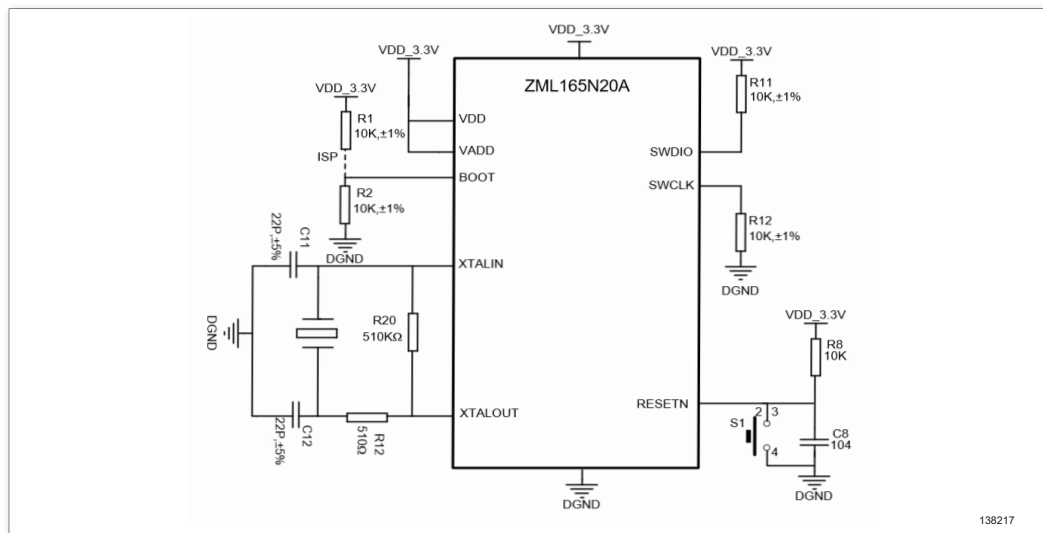 VDD_3.3V
VDD_3.3V
VDD_3.3V
VDD_3.3V
ZML165N20A
R11
10K,±1%
R1
10K,±1%
VDD
ISP
VADD
SWDIO
BOOT
SWCLK
R2
10K,±1%
R12
10K,±1%
DGND
C11
22P,±5%
XTALIN
DGND
DGND
R20
510KΩ
VDD_3.3V
R8
10K
RESETN
XTALOUT
2
3
S1
4
C8
104
C12
22P,±5%
R12
510Ω
DGND
DGND
138217